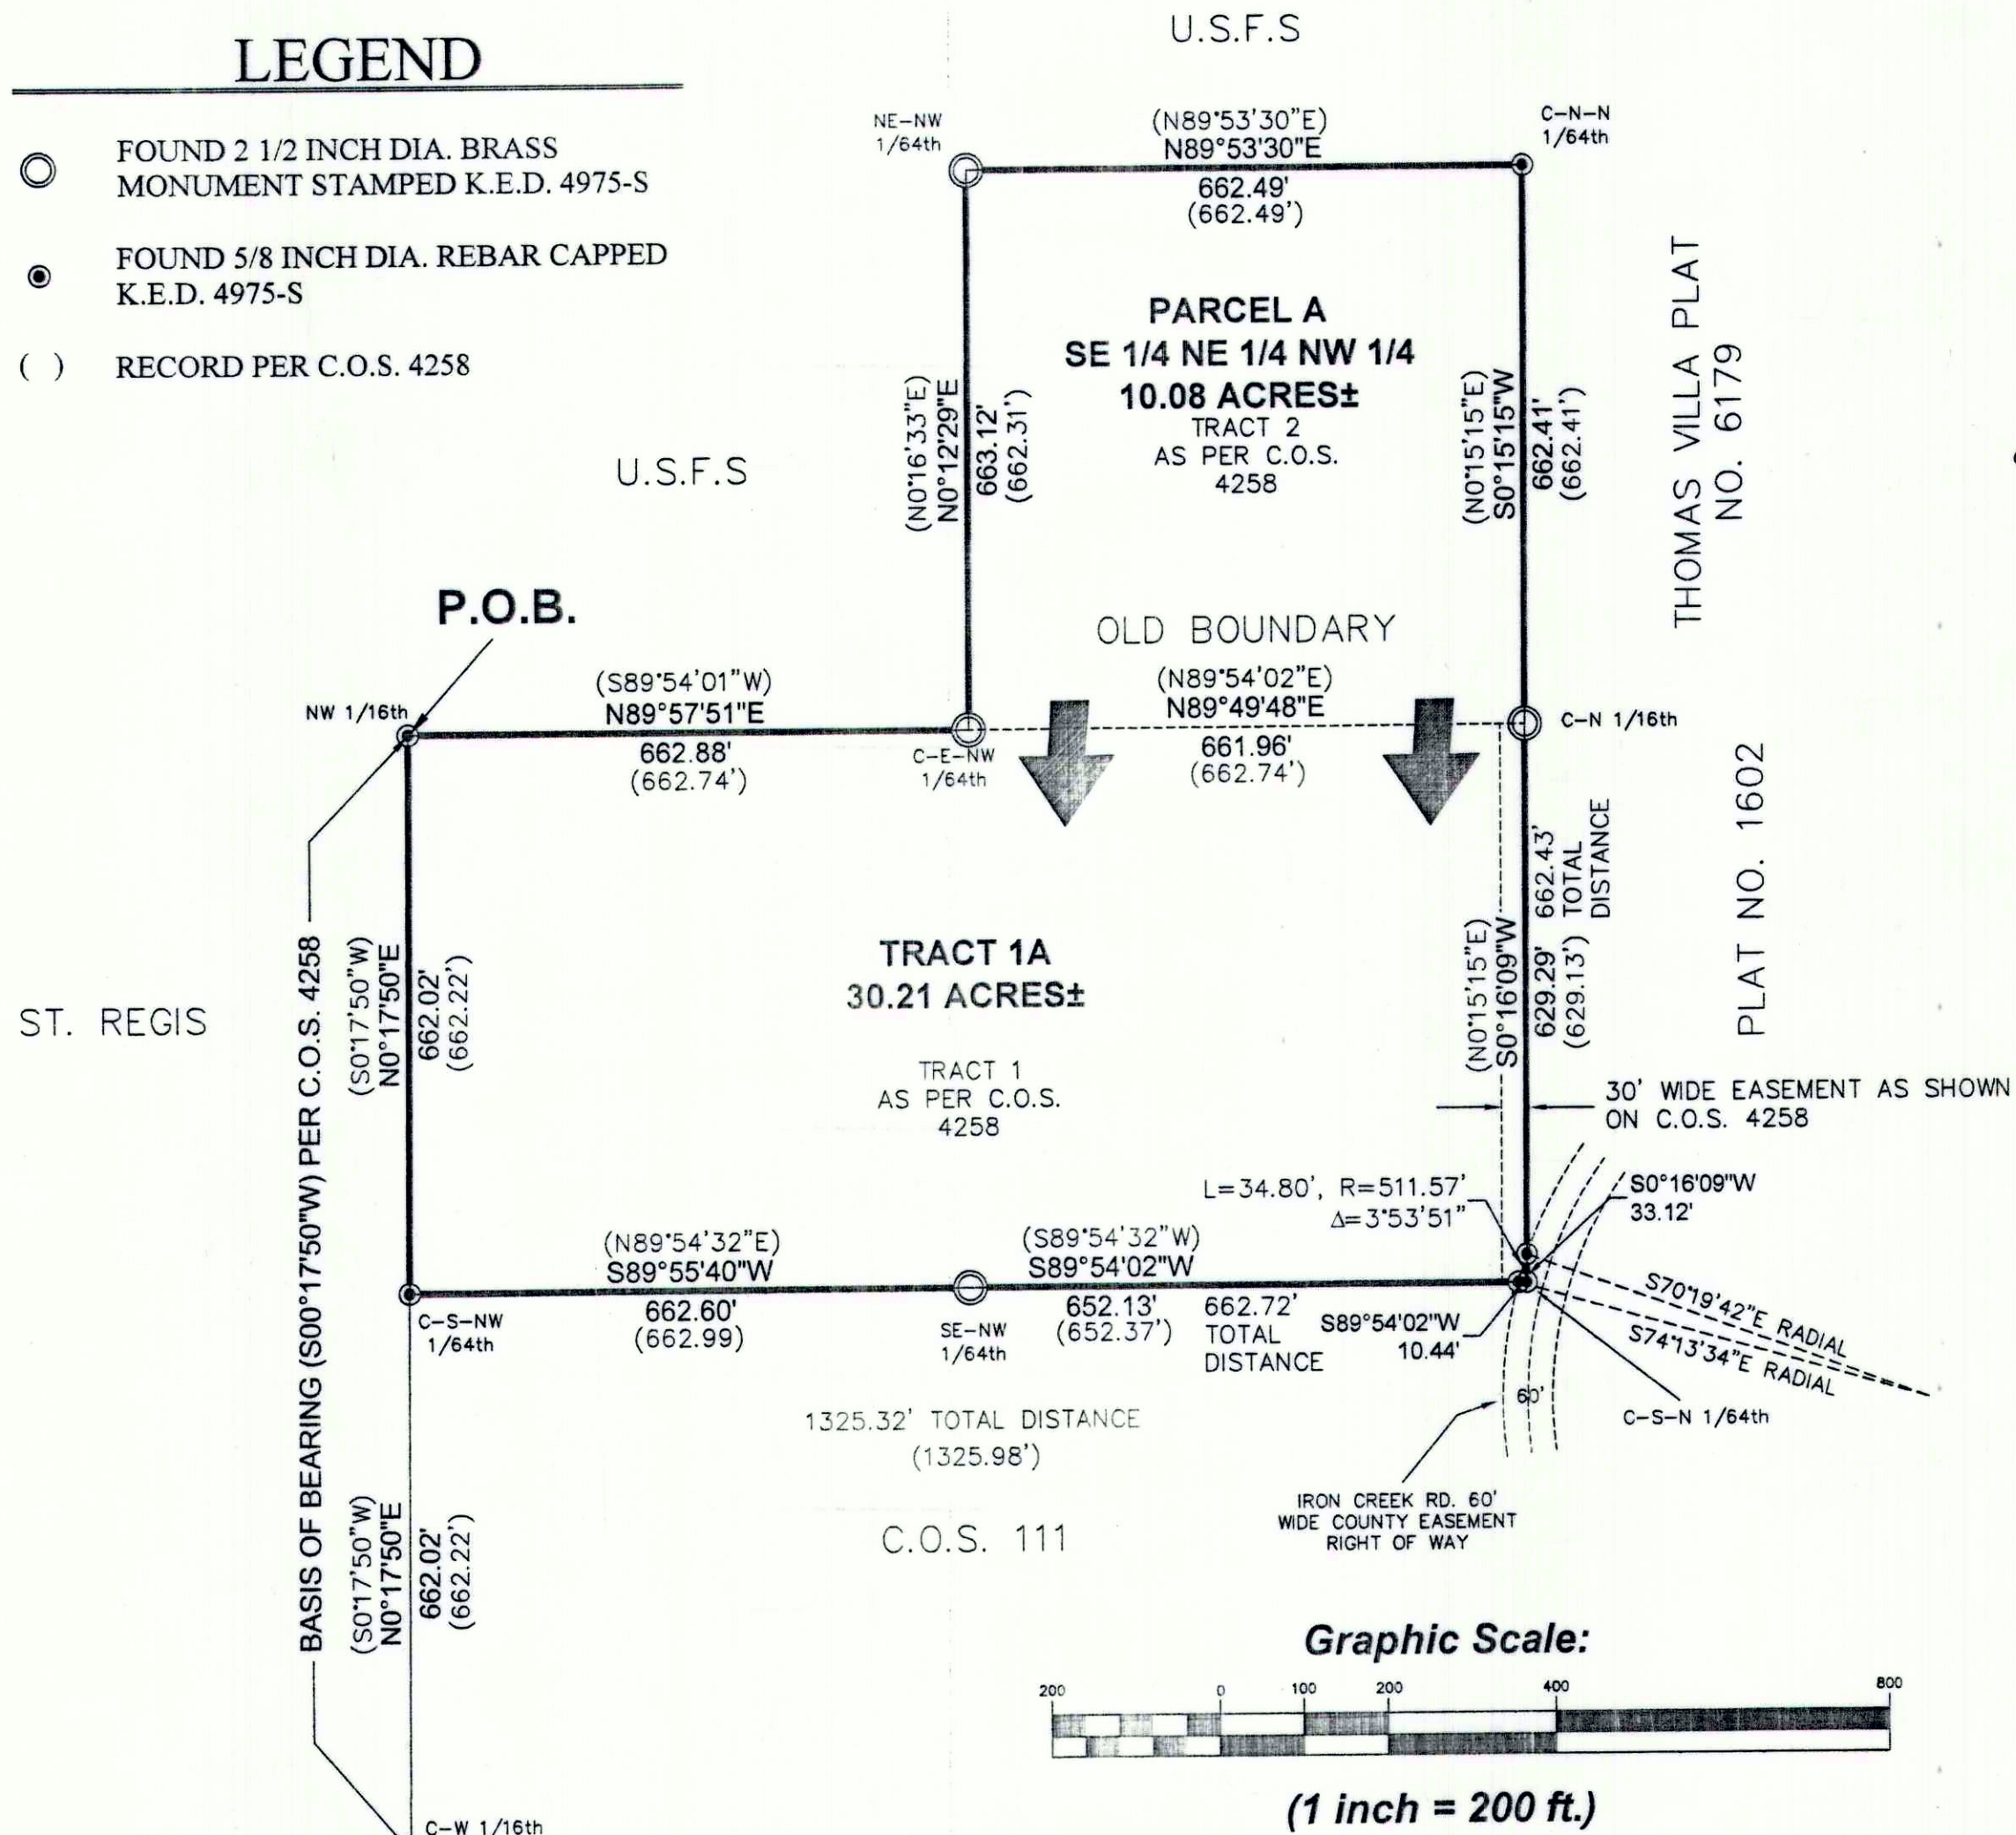 LEGEND
FOUND 2 1/2 INCH DIA. BRASS
MONUMENT STAMPED K.E.D. 4975-S
FOUND 5/8 INCH DIA. REBAR CAPPED
K.E.D. 4975-S
( ) RECORD PER C.O.S. 4258
U.S.F.S
NE-NW
1/64th
(N89°53'30"E)
N89°53'30"E
662.49'
(662.49')
C-N-N
1/64th
PARCEL A
SE 1/4 NE 1/4 NW 1/4
10.08 ACRES±
TRACT 2
AS PER C.O.S.
4258
(N0°16'33"E)
N0°12'29"E
663.12'
(662.31')
(N0°15'15"E)
S0°15'15"W
662.41'
(662.41')
THOMAS VILLA PLAT
NO. 6179
U.S.F.S
P.O.B.
OLD BOUNDARY
NW 1/16th
(S89°54'01"W)
N89°57'51"E
662.88'
(662.74')
C-E-NW
1/64th
(N89°54'02"E)
N89°49'48"E
661.96'
(662.74')
C-N 1/16th
PLAT NO. 1602
662.43'
TOTAL
DISTANCE
(N0°15'15"E)
S0°16'09"W
629.29'
(629.13')
TRACT 1A
30.21 ACRES±
TRACT 1
AS PER C.O.S.
4258
ST. REGIS
BASIS OF BEARING (S00°17'50"W) PER C.O.S. 4258
(S0°17'50"W)
N0°17'50"E
662.02'
(662.22')
30' WIDE EASEMENT AS SHOWN
ON C.O.S. 4258
L=34.80', R=511.57'
Δ=3°53'51"
S0°16'09"W
33.12'
(N89°54'32"E)
S89°55'40"W
662.60'
(662.99)
(S89°54'32"W)
S89°54'02"W
652.13'
(652.37')
662.72'
TOTAL
DISTANCE
S89°54'02"W
10.44'
S70°19'42"E RADIAL
S74°13'34"E RADIAL
C-S-NW
1/64th
SE-NW
1/64th
C-S-N 1/64th
60'
1325.32' TOTAL DISTANCE
(1325.98')
IRON CREEK RD. 60'
WIDE COUNTY EASEMENT
RIGHT OF WAY
C.O.S. 111
(S0°17'50"W)
N0°17'50"E
662.02'
(662.22')
Graphic Scale:
200 0 100 200 400 800
(1 inch = 200 ft.)
C-W 1/16th